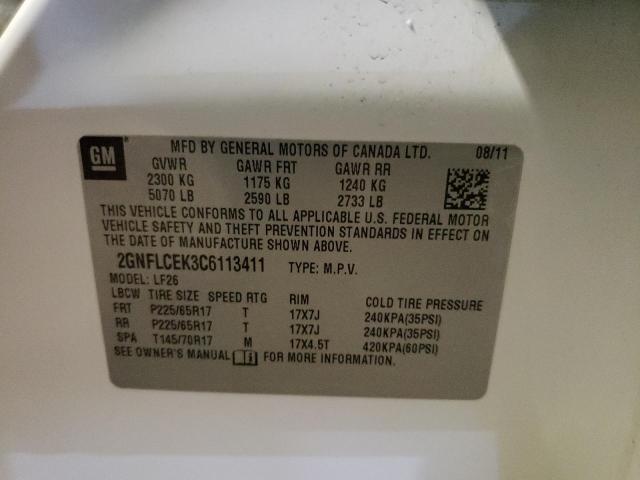 GM
MFD BY GENERAL MOTORS OF CANADA LTD. 08/11
GVWR GAWR FRT GAWR RR
2300 KG 1175 KG 1240 KG
5070 LB 2590 LB 2733 LB
THIS VEHICLE CONFORMS TO ALL APPLICABLE U.S. FEDERAL MOTOR
VEHICLE SAFETY AND THEFT PREVENTION STANDARDS IN EFFECT ON
THE DATE OF MANUFACTURE SHOWN ABOVE.
2GNFLCEK3C6113411 TYPE: M.P.V.
MODEL: LF26
LBCW TIRE SIZE SPEED RTG RIM COLD TIRE PRESSURE
FRT P225/65R17 T 17X7J 240KPA(35PSI)
RR P225/65R17 T 17X7J 240KPA(35PSI)
SPA T145/70R17 M 17X4.5T 420KPA(60PSI)
SEE OWNER'S MANUAL FOR MORE INFORMATION.